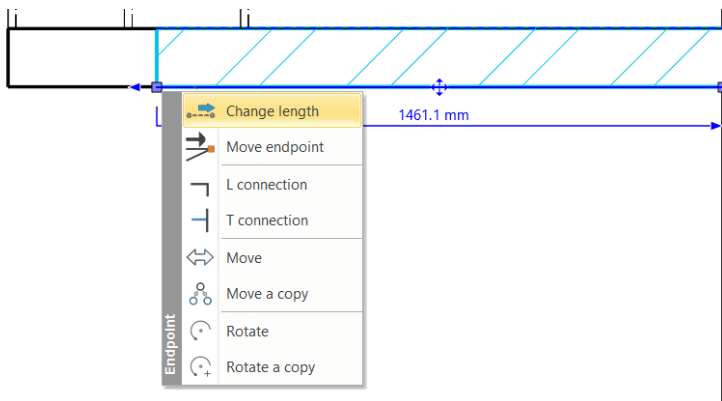 1461.1 mm
Endpoint
Change length
Move endpoint
L connection
T connection
Move
Move a copy
Rotate
Rotate a copy